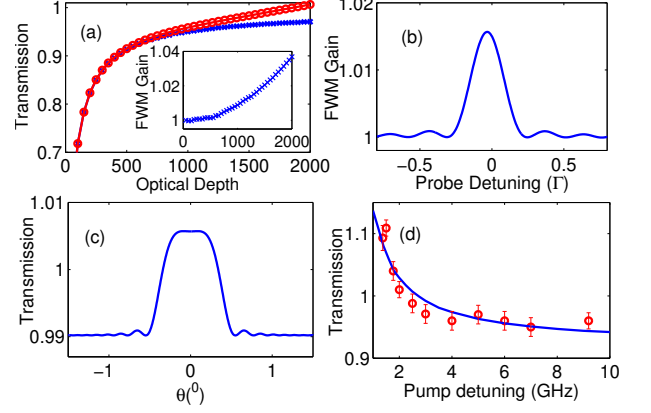 (a)
Transmission
1
0.9
0.8
0.7
0
500
1000
1500
2000
Optical Depth
FWM Gain
1.04
1.02
1
0
1000
2000
(b)
FWM Gain
1.02
1.01
1
−0.5
0
0.5
Probe Detuning (Γ)
(c)
Transmission
1.01
1
0.99
−1
0
1
θ(⁰)
(d)
Transmission
1.1
1
0.9
2
4
6
8
10
Pump detuning (GHz)